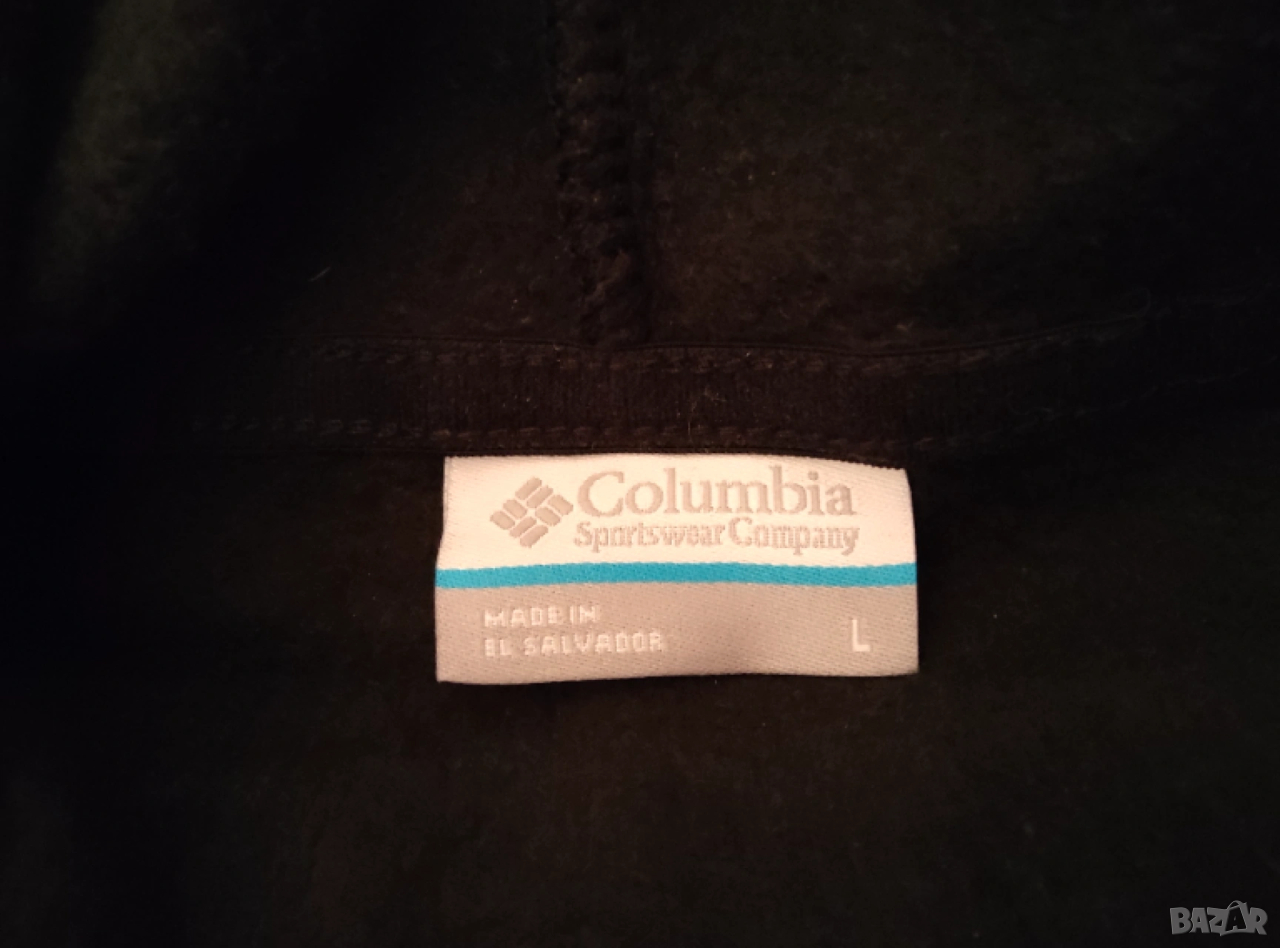 Columbia
Sportswear Company
MADE IN
EL SALVADOR
L
BAZAR